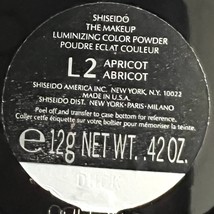 SHISEIDO
THE MAKEUP
LUMINIZING COLOR POWDER
POUDRE ECLAT COULEUR
L2 APRICOT
ABRICOT
SHISEIDO AMERICA INC. NEW YORK, N.Y. 10022
MADE IN U.S.A.
SHISEIDO DIST. NEW YORK·PARIS·MILANO
Peel off and transfer to case bottom for reference.
Coller cette étiquette sous votre boîtier pour mémoriser la teinte.
℮ 12g NET WT. .42 OZ.